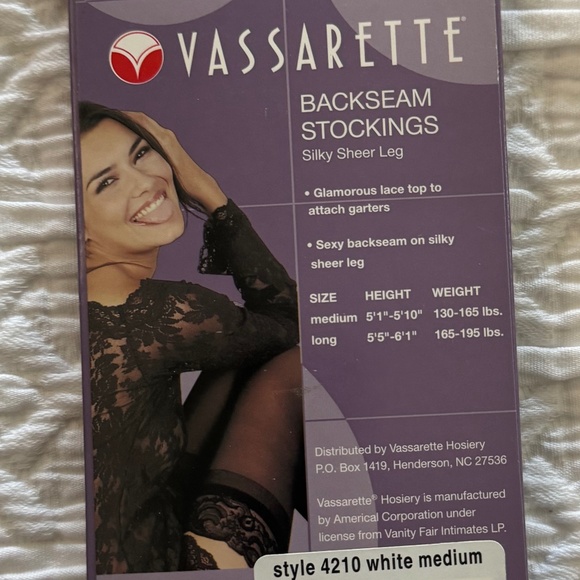 VASSARETTE®
BACKSEAM
STOCKINGS
Silky Sheer Leg
• Glamorous lace top to
attach garters
• Sexy backseam on silky
sheer leg
SIZE HEIGHT WEIGHT
medium 5'1"-5'10" 130-165 lbs.
long 5'5"-6'1" 165-195 lbs.
Distributed by Vassarette Hosiery
P.O. Box 1419, Henderson, NC 27536
Vassarette® Hosiery is manufactured
by Americal Corporation under
license from Vanity Fair Intimates LP.
style 4210 white medium